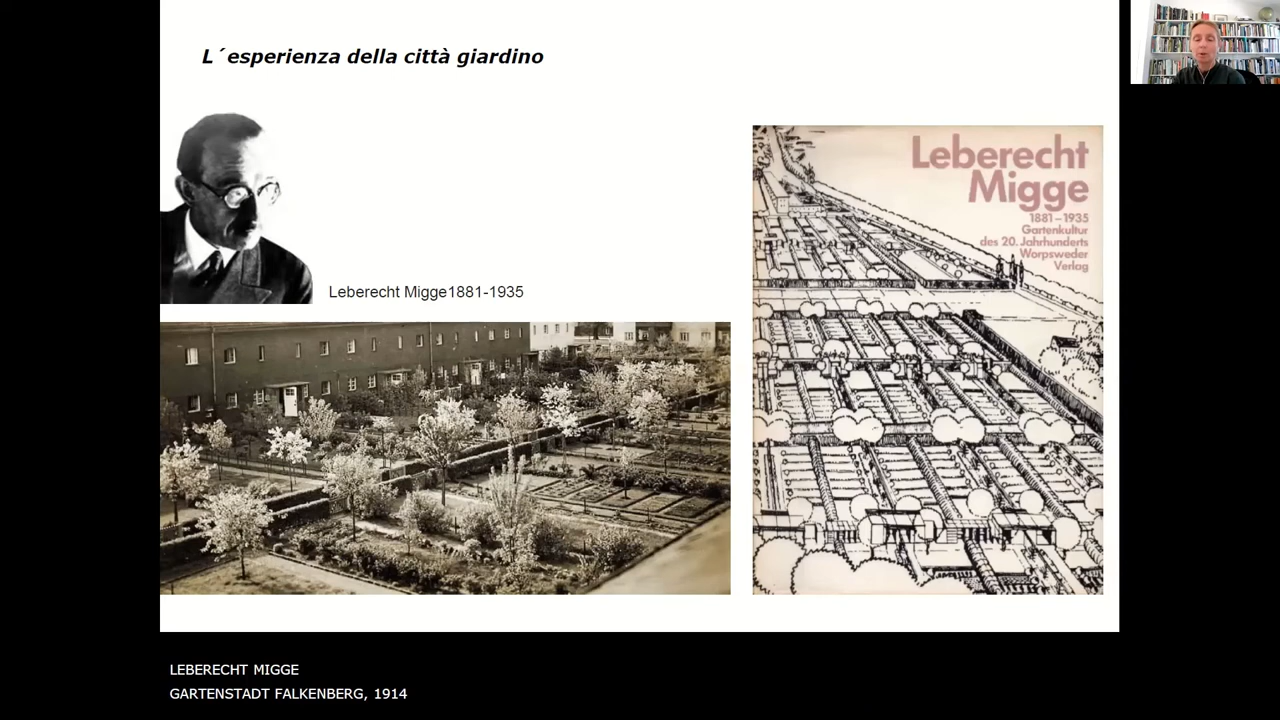 L´esperienza della città giardino
Leberecht Migge1881-1935
Leberecht
Migge
1881–1935
Gartenkultur
des 20. Jahrhunderts
Worpsweder
Verlag
LEBERECHT MIGGE
GARTENSTADT FALKENBERG, 1914